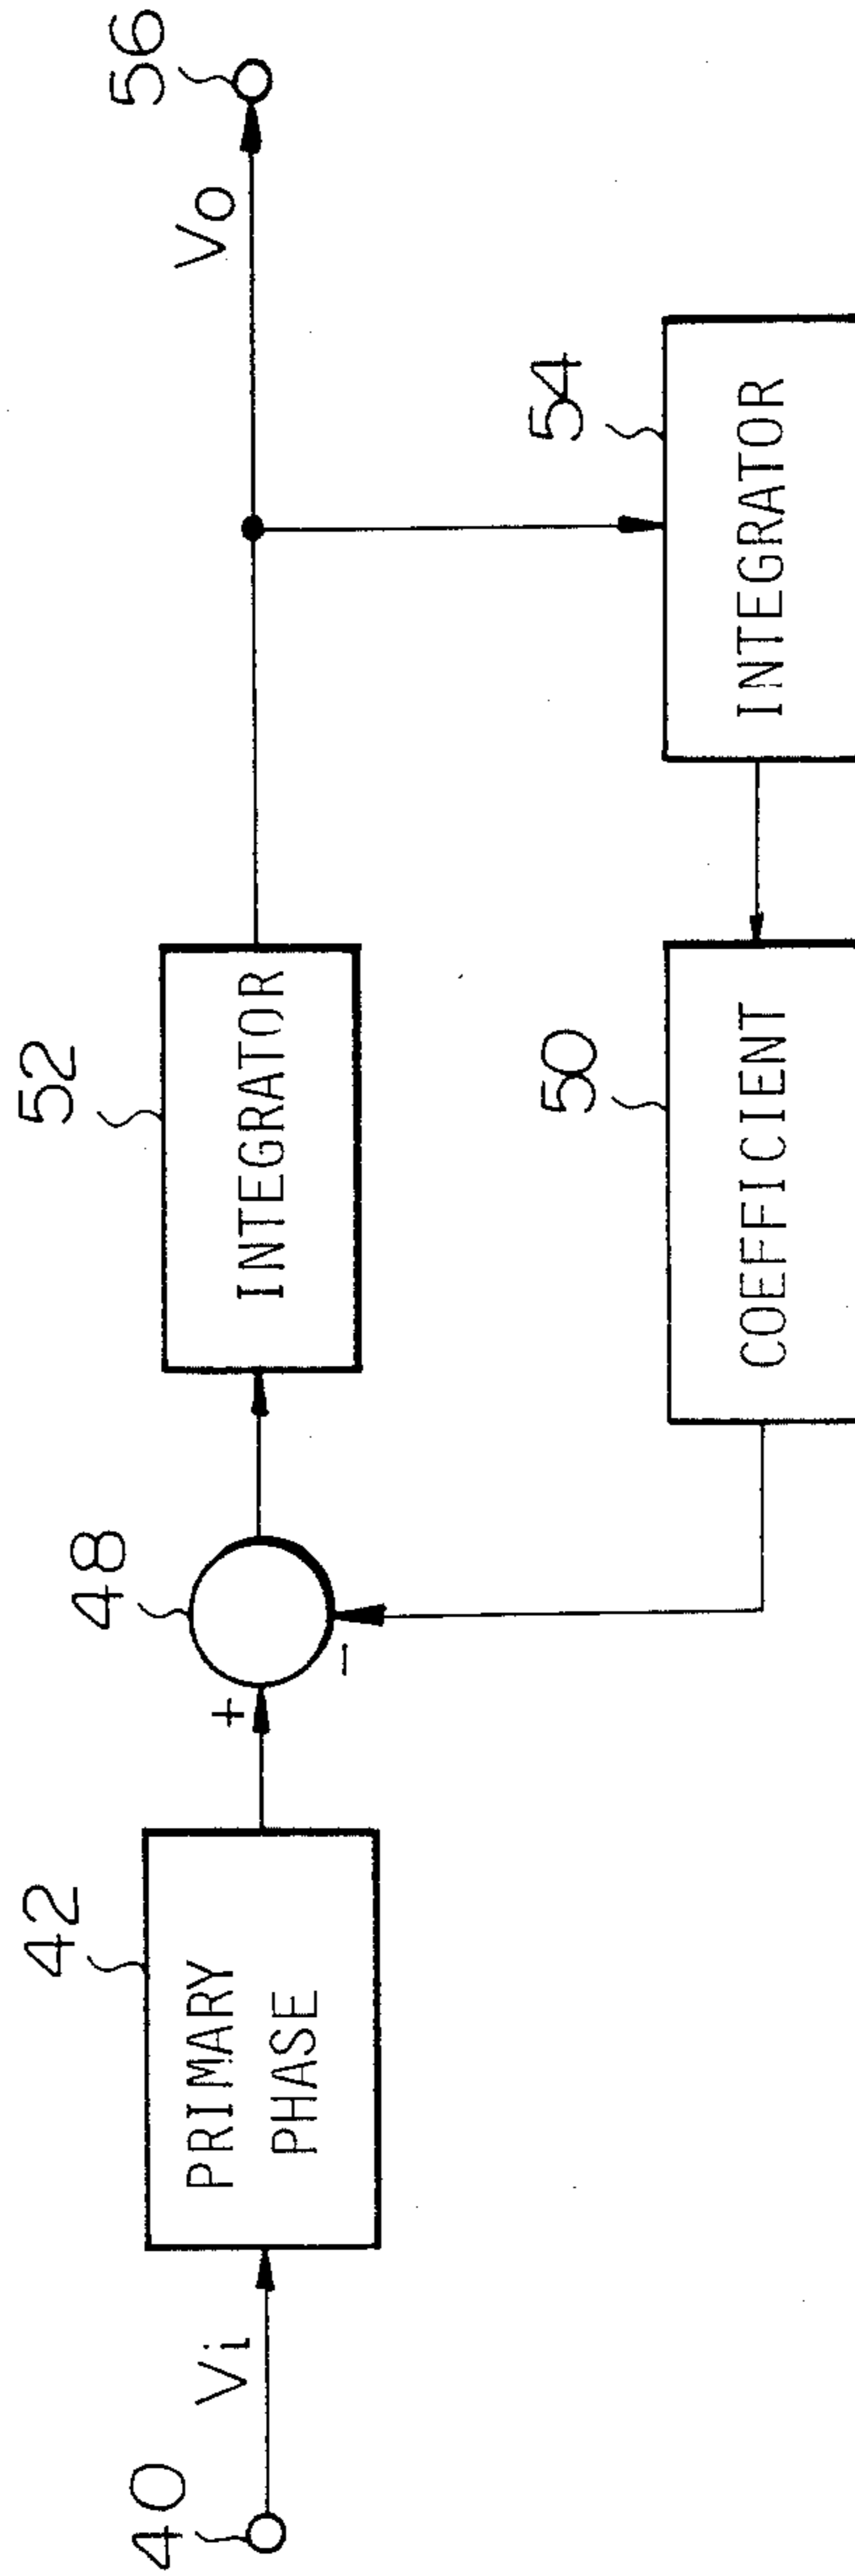 40
Vi
42
PRIMARY
PHASE
+
-
48
52
INTEGRATOR
VO
56
50
COEFFICIENT
54
INTEGRATOR